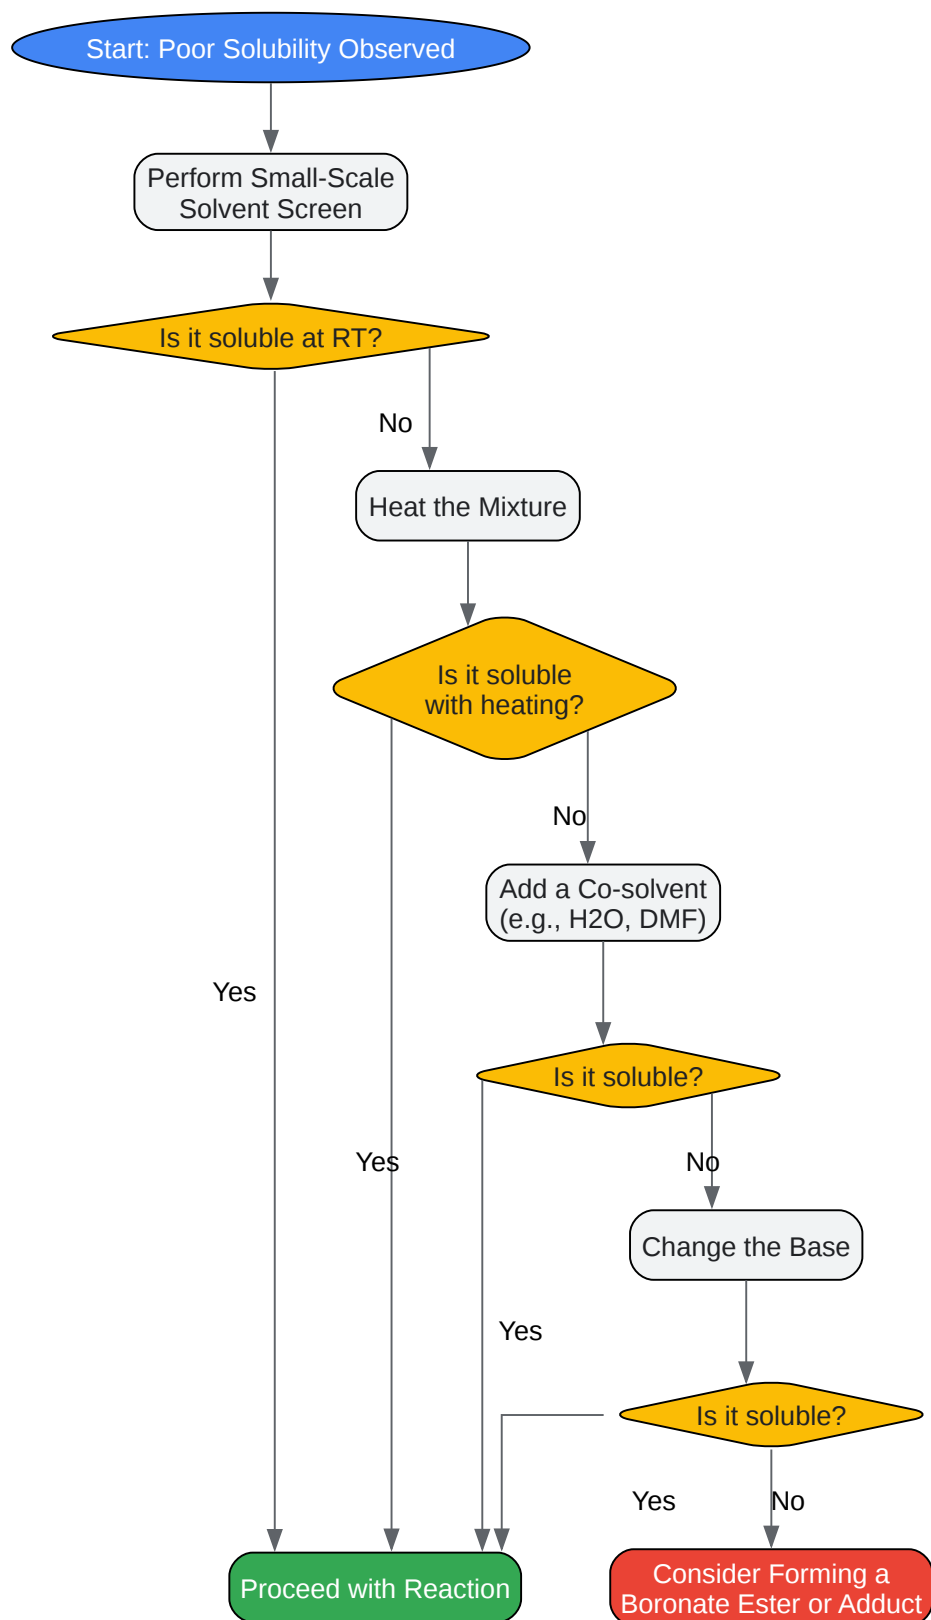 Start: Poor Solubility Observed
Perform Small-Scale
Solvent Screen
Is it soluble at RT?
No
Heat the Mixture
Is it soluble
with heating?
No
Add a Co-solvent
(e.g., H2O, DMF)
Yes
Is it soluble?
Yes
No
Change the Base
Yes
Is it soluble?
Yes
No
Proceed with Reaction
Consider Forming a
Boronate Ester or Adduct